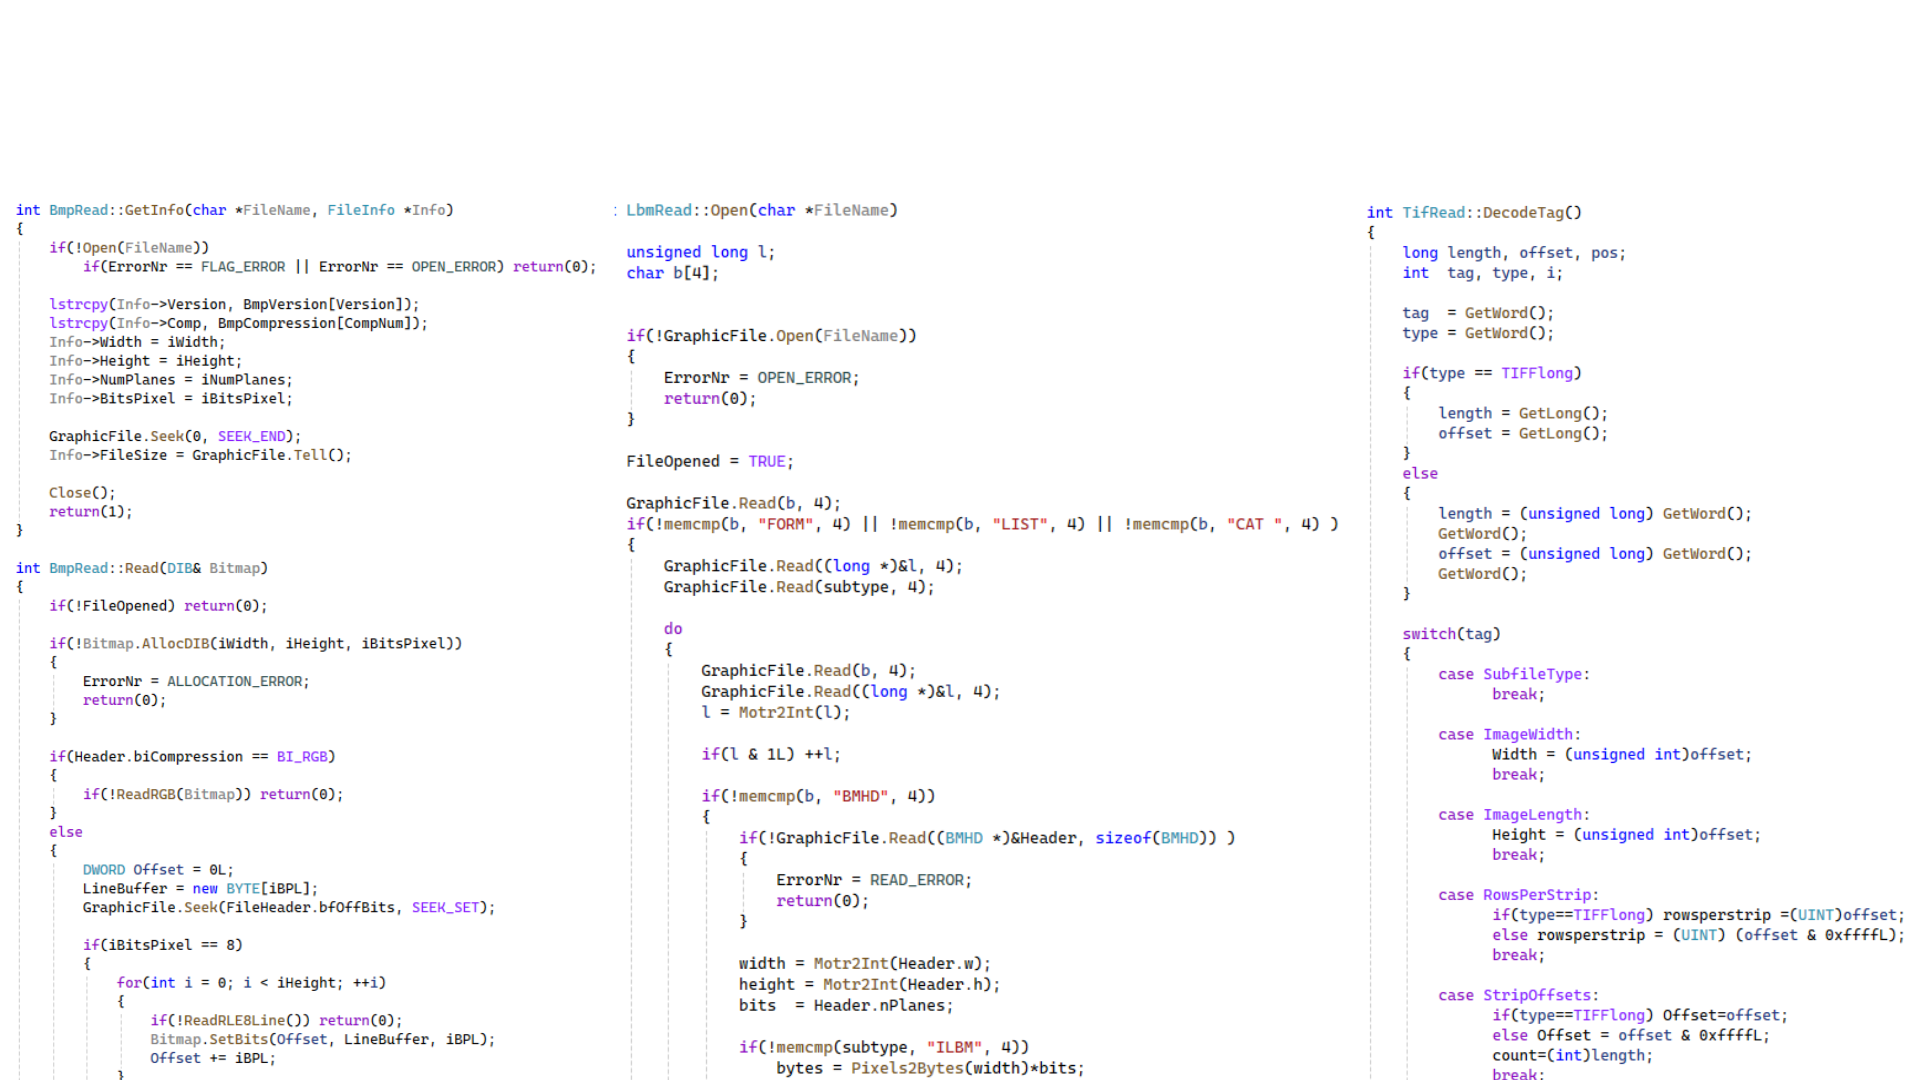 int BmpRead::GetInfo(char *FileName, FileInfo *Info)
{
if(!Open(FileName))
if(ErrorNr == FLAG_ERROR || ErrorNr == OPEN_ERROR) return(0);
lstrcpy(Info->Version, BmpVersion[Version]);
lstrcpy(Info->Comp, BmpCompression[CompNum]);
Info->Width = iWidth;
Info->Height = iHeight;
Info->NumPlanes = iNumPlanes;
Info->BitsPixel = iBitsPixel;
GraphicFile.Seek(0, SEEK_END);
Info->FileSize = GraphicFile.Tell();
Close();
return(1);
}
int BmpRead::Read(DIB& Bitmap)
{
if(!FileOpened) return(0);
if(!Bitmap.AllocDIB(iWidth, iHeight, iBitsPixel))
{
ErrorNr = ALLOCATION_ERROR;
return(0);
}
if(Header.biCompression == BI_RGB)
{
if(!ReadRGB(Bitmap)) return(0);
}
else
{
DWORD Offset = 0L;
LineBuffer = new BYTE[iBPL];
GraphicFile.Seek(FileHeader.bfOffBits, SEEK_SET);
if(iBitsPixel == 8)
{
for(int i = 0; i < iHeight; ++i)
{
if(!ReadRLE8Line()) return(0);
Bitmap.SetBits(Offset, LineBuffer, iBPL);
Offset += iBPL;
}
: LbmRead::Open(char *FileName)
unsigned long l;
char b[4];
if(!GraphicFile.Open(FileName))
{
ErrorNr = OPEN_ERROR;
return(0);
}
FileOpened = TRUE;
GraphicFile.Read(b, 4);
if(!memcmp(b, "FORM", 4) || !memcmp(b, "LIST", 4) || !memcmp(b, "CAT ", 4) )
{
GraphicFile.Read((long *)&l, 4);
GraphicFile.Read(subtype, 4);
do
{
GraphicFile.Read(b, 4);
GraphicFile.Read((long *)&l, 4);
l = Motr2Int(l);
if(l & 1L) ++l;
if(!memcmp(b, "BMHD", 4))
{
if(!GraphicFile.Read((BMHD *)&Header, sizeof(BMHD)) )
{
ErrorNr = READ_ERROR;
return(0);
}
width = Motr2Int(Header.w);
height = Motr2Int(Header.h);
bits = Header.nPlanes;
if(!memcmp(subtype, "ILBM", 4))
bytes = Pixels2Bytes(width)*bits;
int TifRead::DecodeTag()
{
long length, offset, pos;
int tag, type, i;
tag = GetWord();
type = GetWord();
if(type == TIFFlong)
{
length = GetLong();
offset = GetLong();
}
else
{
length = (unsigned long) GetWord();
GetWord();
offset = (unsigned long) GetWord();
GetWord();
}
switch(tag)
{
case SubfileType:
break;
case ImageWidth:
Width = (unsigned int)offset;
break;
case ImageLength:
Height = (unsigned int)offset;
break;
case RowsPerStrip:
if(type==TIFFlong) rowsperstrip =(UINT)offset;
else rowsperstrip = (UINT) (offset & 0xffffL);
break;
case StripOffsets:
if(type==TIFFlong) Offset=offset;
else Offset = offset & 0xffffL;
count=(int)length;
break;